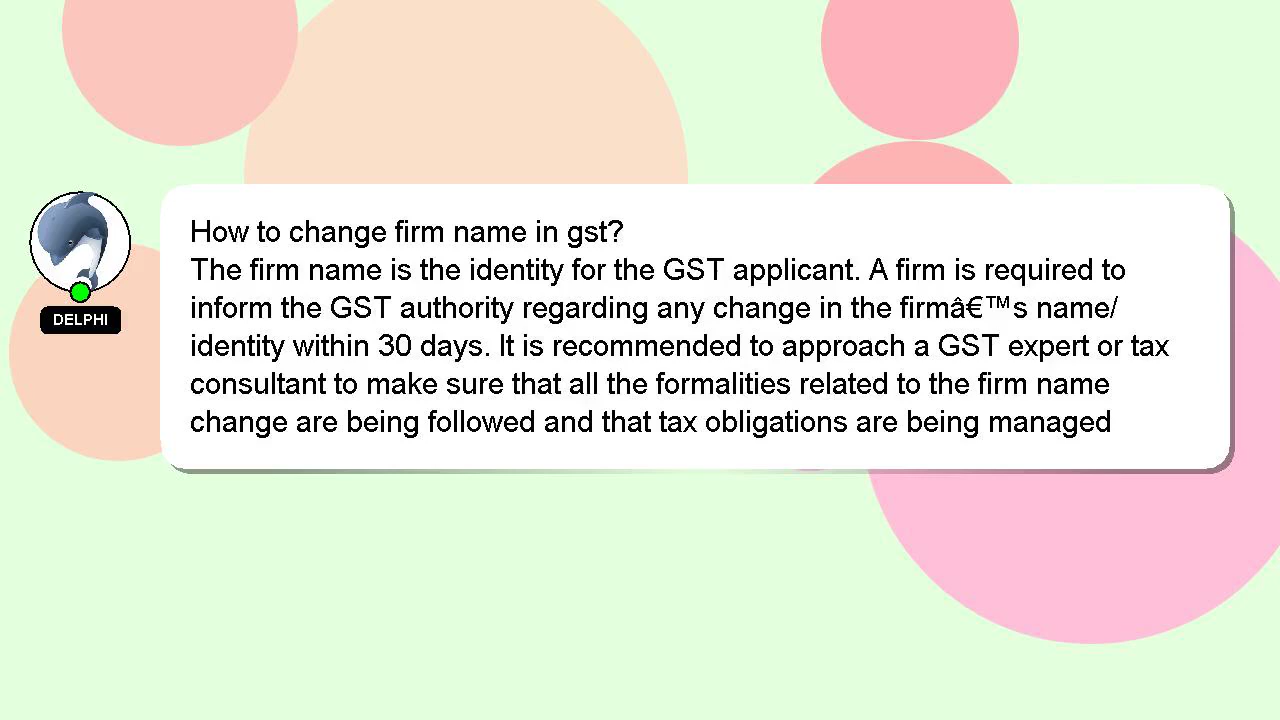 How to change firm name in gst?
The firm name is the identity for the GST applicant. A firm is required to
inform the GST authority regarding any change in the firmâ€™s name/
identity within 30 days. It is recommended to approach a GST expert or tax
consultant to make sure that all the formalities related to the firm name
change are being followed and that tax obligations are being managed
DELPHI